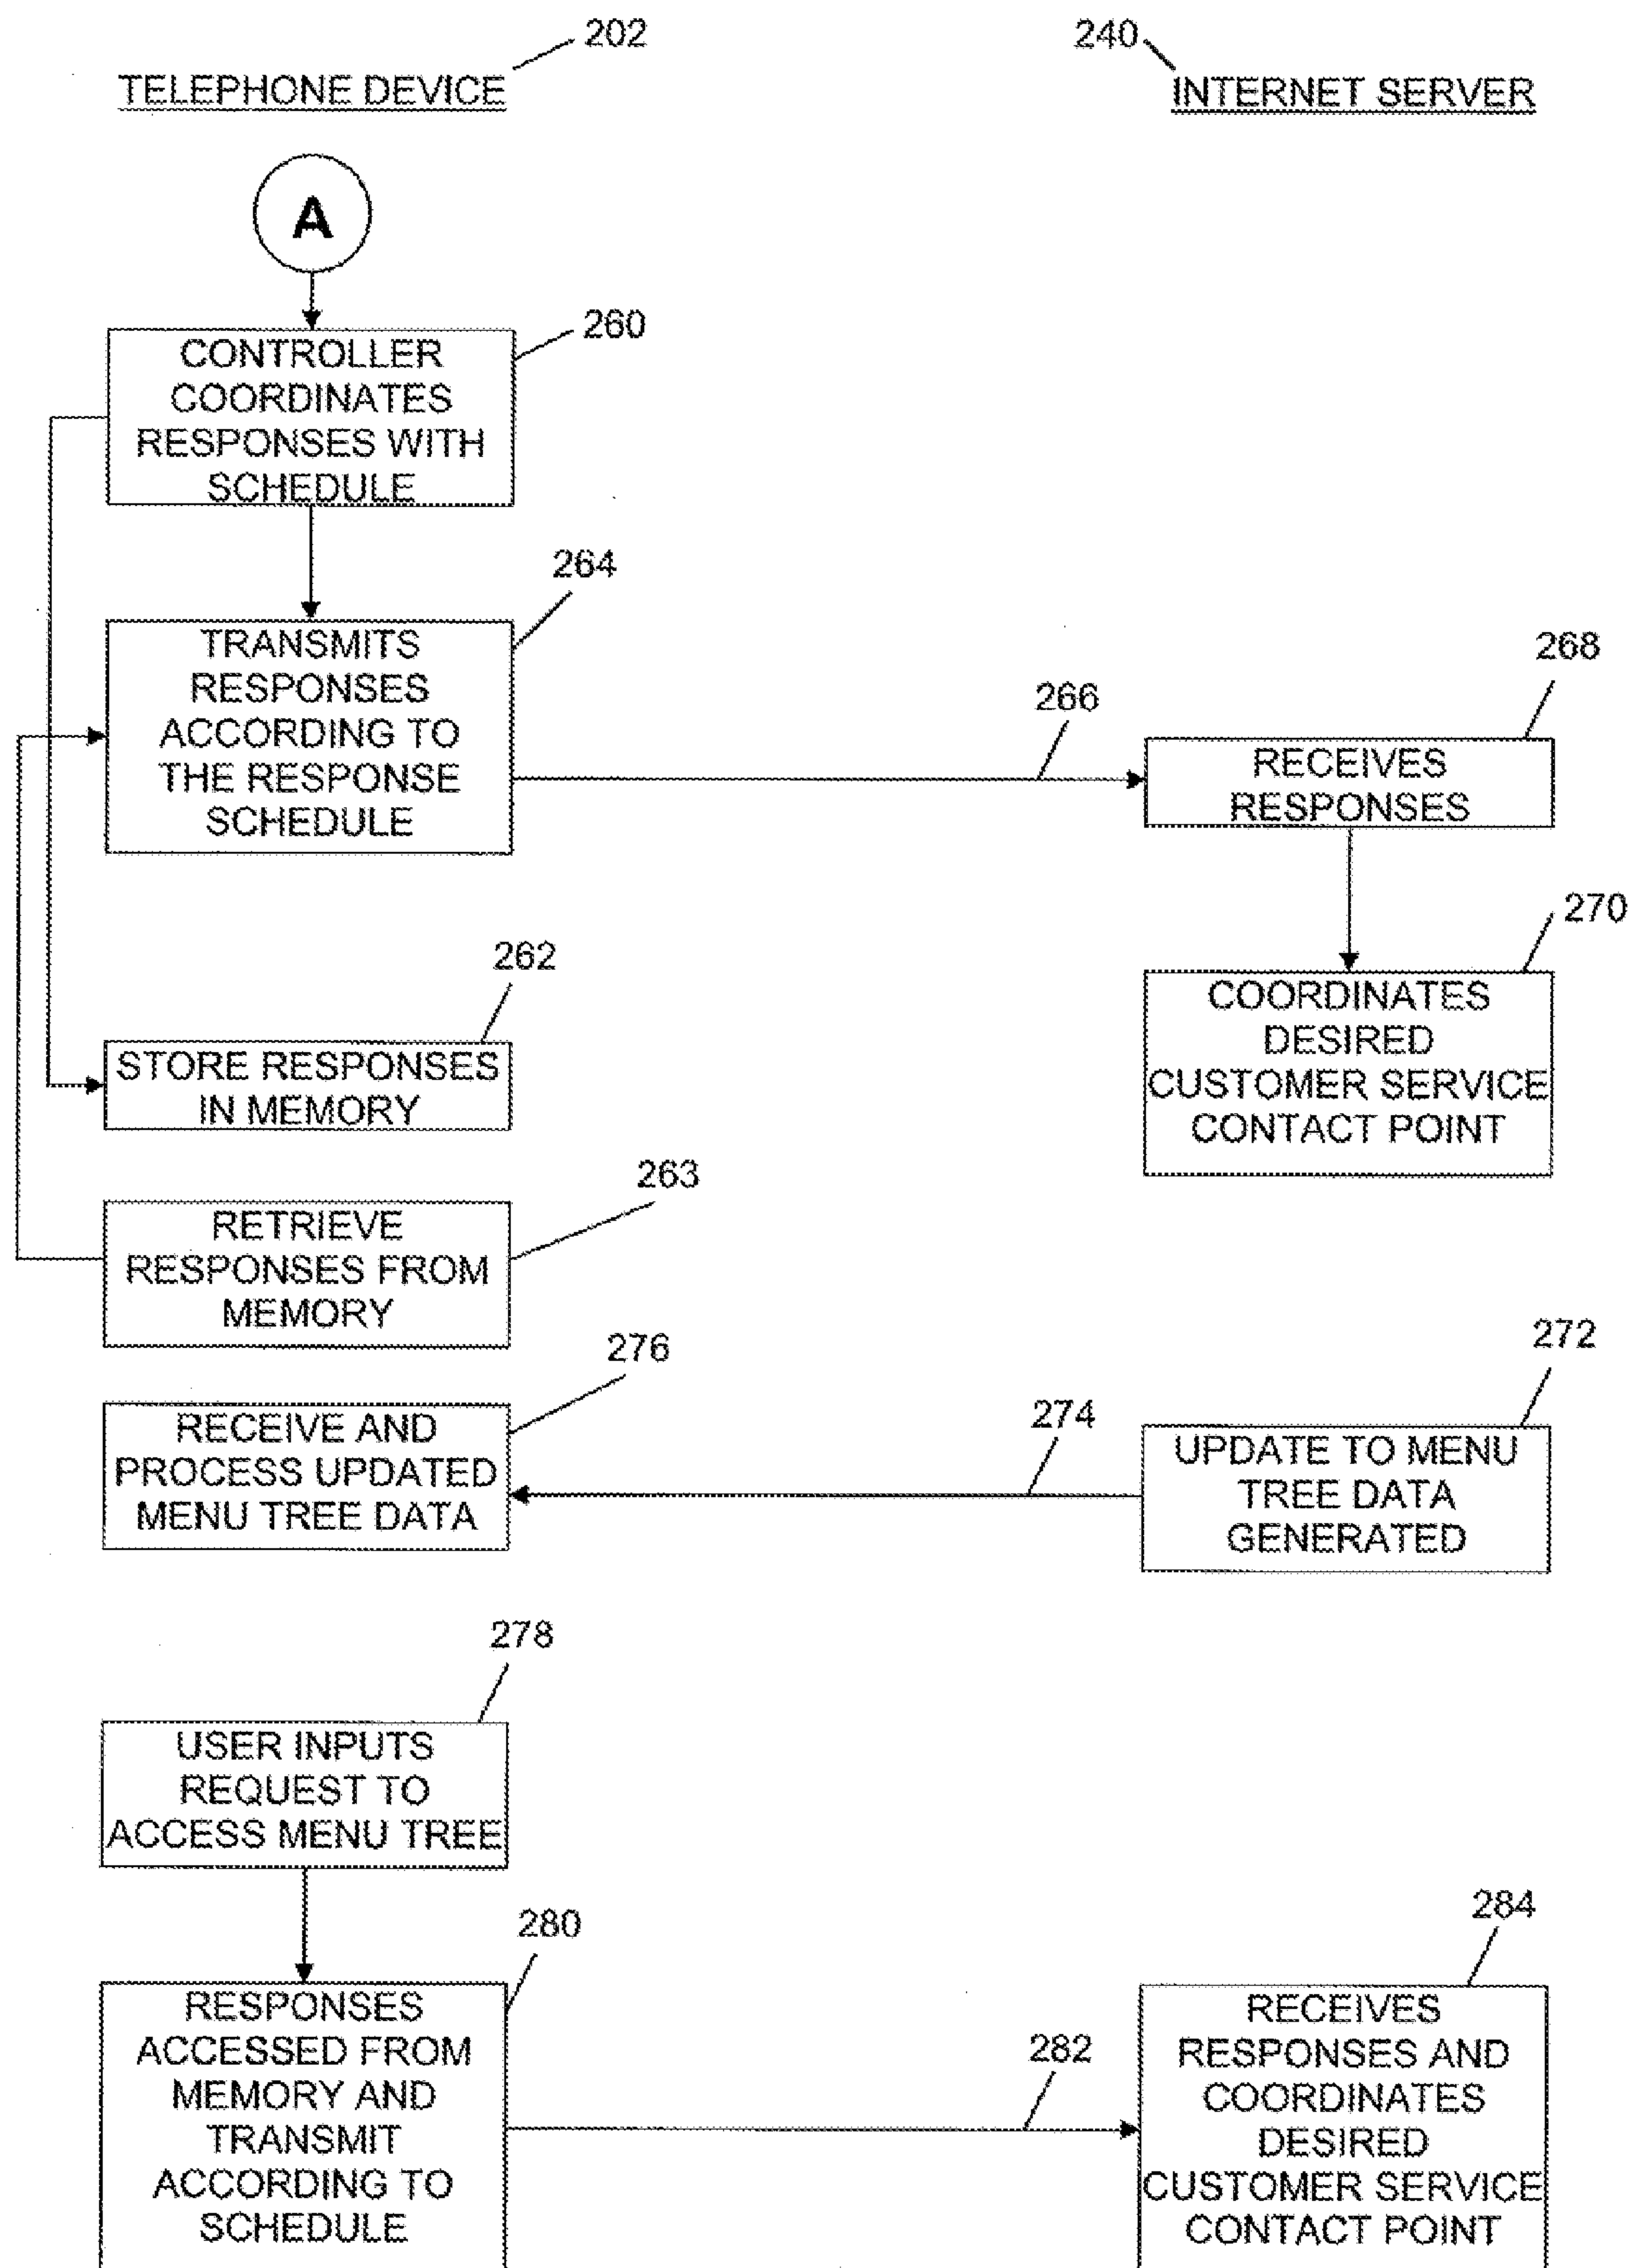 202
TELEPHONE DEVICE
240
INTERNET SERVER
A
260
CONTROLLER
COORDINATES
RESPONSES WITH
SCHEDULE
264
TRANSMITS
RESPONSES
ACCORDING TO
THE RESPONSE
SCHEDULE
266
268
RECEIVES
RESPONSES
270
COORDINATES
DESIRED
CUSTOMER SERVICE
CONTACT POINT
262
STORE RESPONSES
IN MEMORY
263
RETRIEVE
RESPONSES FROM
MEMORY
276
RECEIVE AND
PROCESS UPDATED
MENU TREE DATA
274
272
UPDATE TO MENU
TREE DATA
GENERATED
278
USER INPUTS
REQUEST TO
ACCESS MENU TREE
280
RESPONSES
ACCESSED FROM
MEMORY AND
TRANSMIT
ACCORDING TO
SCHEDULE
282
284
RECEIVES
RESPONSES AND
COORDINATES
DESIRED
CUSTOMER SERVICE
CONTACT POINT